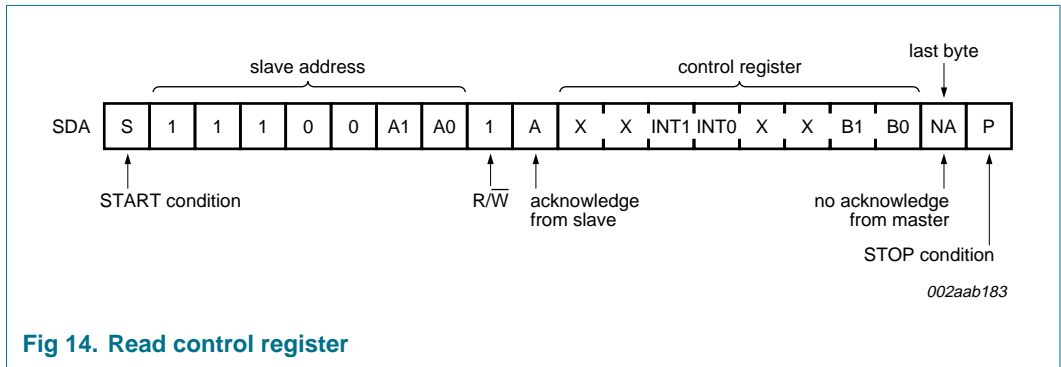 last byte
slave address control register
SDA S 1 1 1 0 0 A1 A0 1 A X X INT1 INT0 X X B1 B0 NA P
START condition R/W̅ acknowledge from slave no acknowledge from master
STOP condition
002aab183
Fig 14. Read control register